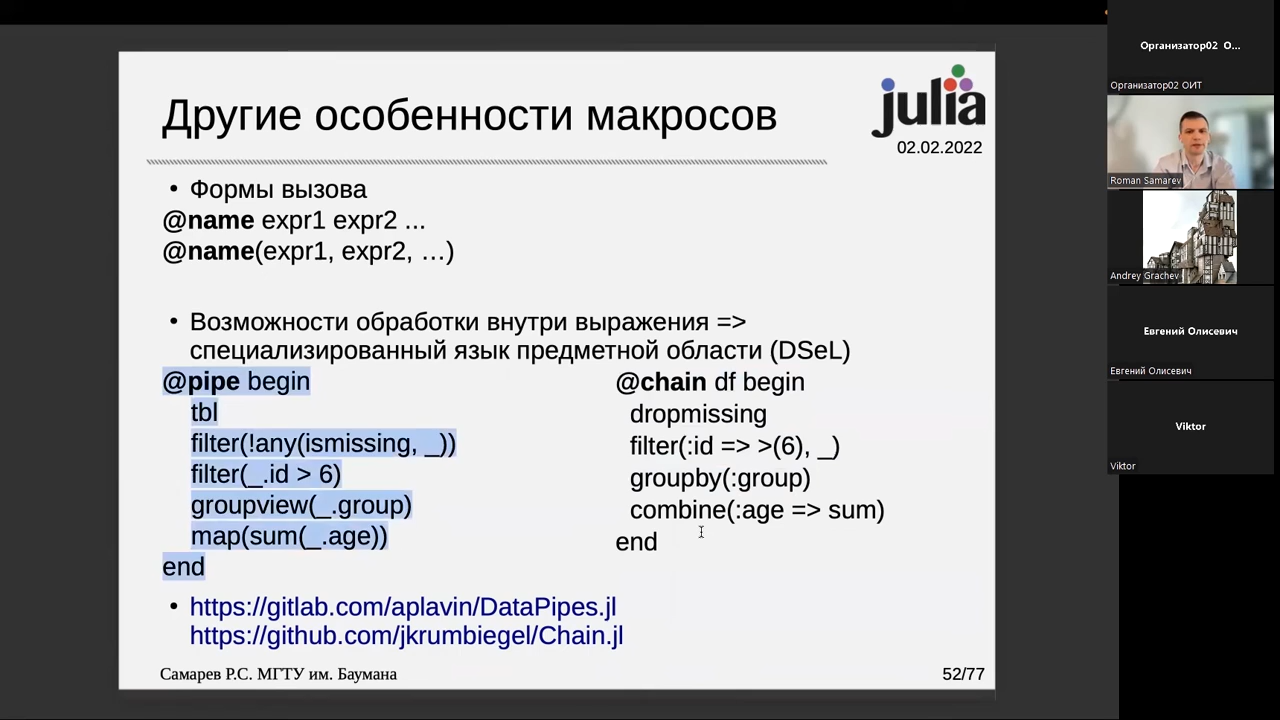 Другие особенности макросов
julia
02.02.2022
• Формы вызова
@name expr1 expr2 ...
@name(expr1, expr2, …)
• Возможности обработки внутри выражения =>
специализированный язык предметной области (DSeL)
@pipe begin
tbl
filter(!any(ismissing, _))
filter(_.id > 6)
groupview(_.group)
map(sum(_.age))
end
@chain df begin
dropmissing
filter(:id => >(6), _)
groupby(:group)
combine(:age => sum)
end
• https://gitlab.com/aplavin/DataPipes.jl
https://github.com/jkrumbiegel/Chain.jl
Самарев Р.С. МГТУ им. Баумана
52/77
Организатор02 О...
Организатор02 ОИТ
Roman Samarev
Andrey Grachev
Евгений Олисевич
Евгений Олисевич
Viktor
Viktor